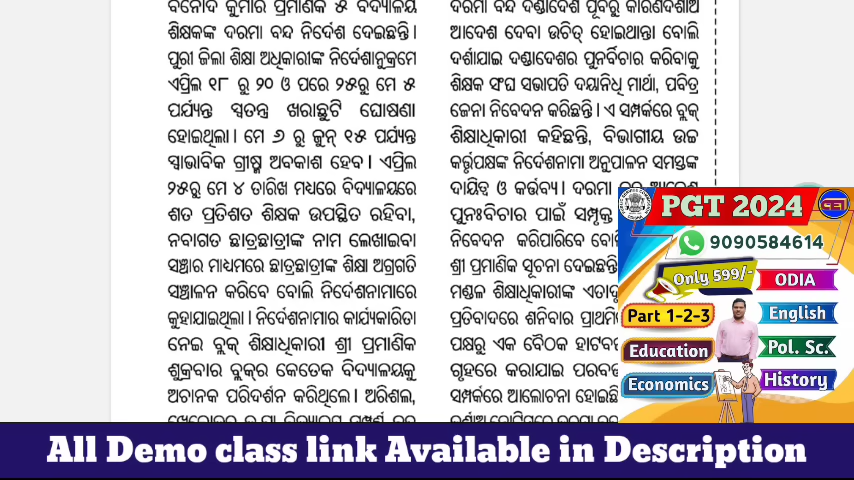 ବିନୋଦ କୁମାର ପ୍ରମାଣିକ ୫ ବିଦ୍ୟାଳୟ
ଶିକ୍ଷକଙ୍କ ଦରମା ବନ୍ଦ ନିର୍ଦେଶ ଦେଇଛନ୍ତି ।
ପୁରୀ ଜିଲା ଶିକ୍ଷା ଅଧିକାରୀଙ୍କ ନିର୍ଦେଶାନୁକ୍ରମେ
ଏପ୍ରିଲ ୧୮ ରୁ ୨୦ ଓ ପରେ ୨୫ରୁ ମେ ୫
ପର୍ଯ୍ୟନ୍ତ ସ୍ୱତନ୍ତ୍ର ଖରାଛୁଟି ଘୋଷଣା
ହୋଇଥିଲା । ମେ ୬ ରୁ ଜୁନ୍ ୧୫ ପର୍ଯ୍ୟନ୍ତ
ସ୍ୱାଭାବିକ ଗ୍ରୀଷ୍ମ ଅବକାଶ ହେବ । ଏପ୍ରିଲ
୨୫ରୁ ମେ ୪ ତାରିଖ ମଧ୍ୟରେ ବିଦ୍ୟାଳୟରେ
ଶତ ପ୍ରତିଶତ ଶିକ୍ଷକ ଉପସ୍ଥିତ ରହିବା,
ନବାଗତ ଛାତ୍ରଛାତ୍ରୀଙ୍କ ନାମ ଲେଖାଇବା
ସଞ୍ଚାର ମାଧ୍ୟମରେ ଛାତ୍ରଛାତ୍ରୀଙ୍କ ଶିକ୍ଷା ଅଗ୍ରଗତି
ସଞ୍ଚାଳନ କରିବେ ବୋଲି ନିର୍ଦେଶନାମାରେ
କୁହାଯାଇଥିଲା । ନିର୍ଦେଶନାମାର କାର୍ଯ୍ୟକାରିତା
ନେଇ ବ୍ଲକ୍ ଶିକ୍ଷାଧିକାରୀ ଶ୍ରୀ ପ୍ରମାଣିକ
ଶୁକ୍ରବାର ବ୍ଲକ୍‌ର କେତେକ ବିଦ୍ୟାଳୟକୁ
ଅଚାନକ ପରିଦର୍ଶନ କରିଥିଲେ । ଅରିଶଲ,
ଦରମା ବନ୍ଦ ଦଣ୍ଡାଦେଶ ପୂର୍ବରୁ କାରଣଦର୍ଶାଅ
ଆଦେଶ ଦେବା ଉଚିତ୍ ହୋଇଥାନ୍ତା ବୋଲି
ଦର୍ଶାଯାଇ ଦଣ୍ଡାଦେଶର ପୁନର୍ବିଚାର କରିବାକୁ
ଶିକ୍ଷକ ସଂଘ ସଭାପତି ଦୟାନିଧି ମାର୍ଥା, ପବିତ୍ର
ଜେନା ନିବେଦନ କରିଛନ୍ତି । ଏ ସମ୍ପର୍କରେ ବ୍ଲକ୍
ଶିକ୍ଷାଧିକାରୀ କହିଛନ୍ତି, ବିଭାଗୀୟ ଉଚ୍ଚ
କର୍ତ୍ତୃପକ୍ଷଙ୍କ ନିର୍ଦେଶନାମା ଅନୁପାଳନ ସମସ୍ତଙ୍କ
ଦାୟିତ୍ୱ ଓ କର୍ତ୍ତବ୍ୟ । ଦରମା ବନ୍ଦ ଆଦେଶ
ପୁନଃବିଚାର ପାଇଁ ସମ୍ପୃକ୍ତ
ନିବେଦନ କରିପାରିବେ
ଶ୍ରୀ ପ୍ରମାଣିକ ସୂଚନା ଦେଇଛନ୍ତି
ମଣ୍ଡଳ ଶିକ୍ଷାଧିକାରୀଙ୍କ
ପ୍ରତିବାଦରେ ଶନିବାର
ପକ୍ଷରୁ ଏକ ବୈଠକ
ଗୃହରେ କରାଯାଇ
ସମ୍ପର୍କରେ ଆଲୋଚନା
PGT 2024
9090584614
Only 599/-
ODIA
Part 1-2-3
English
Education
Pol. Sc.
Economics
History
All Demo class link Available in Description